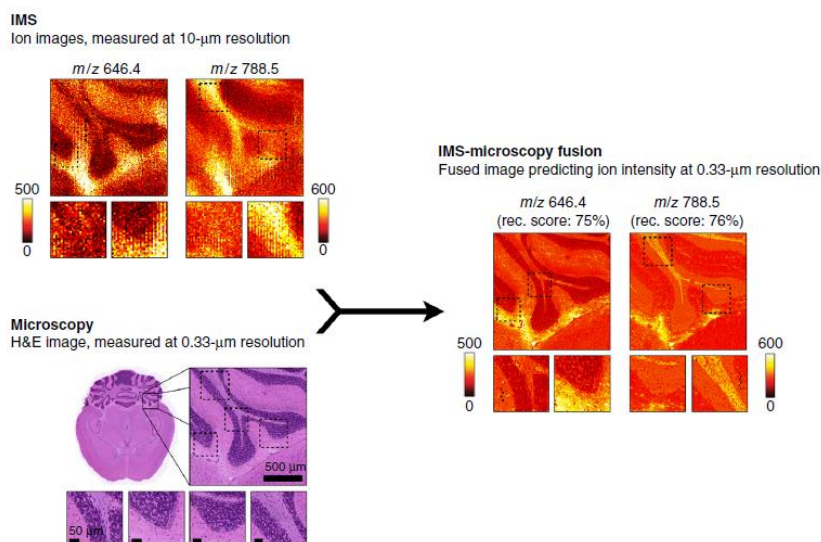 IMS
Ion images, measured at 10-μm resolution
m/z 646.4
m/z 788.5
500
0
600
0
Microscopy
H&E image, measured at 0.33-μm resolution
500 μm
50 μm
IMS-microscopy fusion
Fused image predicting ion intensity at 0.33-μm resolution
m/z 646.4
(rec. score: 75%)
m/z 788.5
(rec. score: 76%)
500
0
600
0